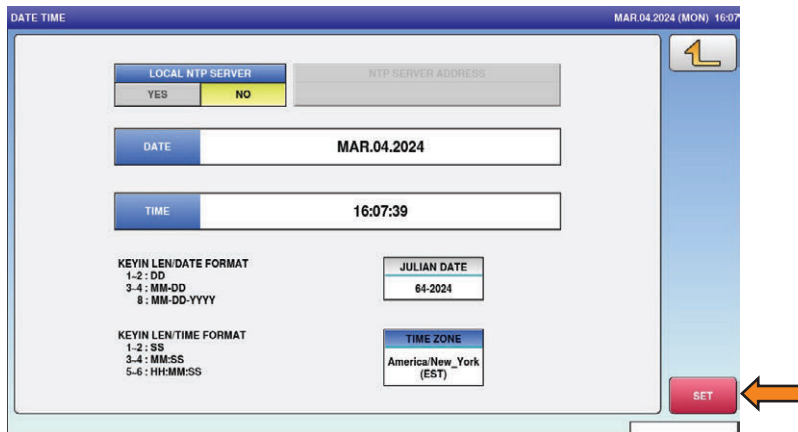 DATE TIME
MAR.04.2024 (MON) 16:07
LOCAL NTP SERVER
NTP SERVER ADDRESS
YES
NO
DATE
MAR.04.2024
TIME
16:07:39
KEYIN LEN/DATE FORMAT
1~2 : DD
3~4 : MM-DD
8 : MM-DD-YYYY
JULIAN DATE
64-2024
KEYIN LEN/TIME FORMAT
1~2 : SS
3~4 : MM:SS
5~6 : HH:MM:SS
TIME ZONE
America/New_York
(EST)
SET